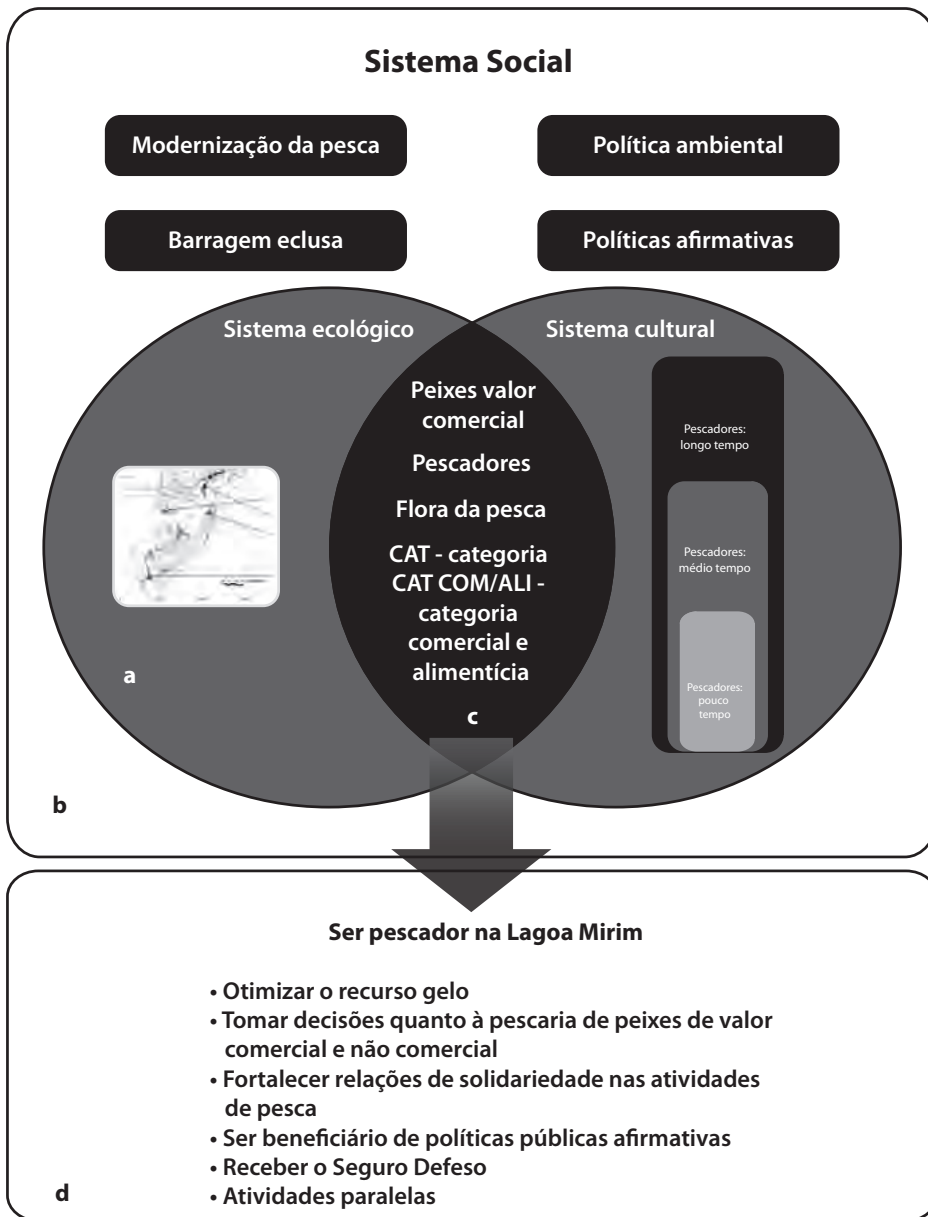 Sistema Social
Modernização da pesca
Política ambiental
Barragem eclusa
Políticas afirmativas
Sistema ecológico
Sistema cultural
Peixes valor
comercial
Pescadores
Flora da pesca
CAT - categoria
CAT COM/ALI -
categoria
comercial e
alimentícia
c
Pescadores:
longo tempo
Pescadores:
médio tempo
Pescadores:
pouco
tempo
a
b
Ser pescador na Lagoa Mirim
• Otimizar o recurso gelo
• Tomar decisões quanto à pescaria de peixes de valor
comercial e não comercial
• Fortalecer relações de solidariedade nas atividades
de pesca
• Ser beneficiário de políticas públicas afirmativas
• Receber o Seguro Defeso
• Atividades paralelas
d